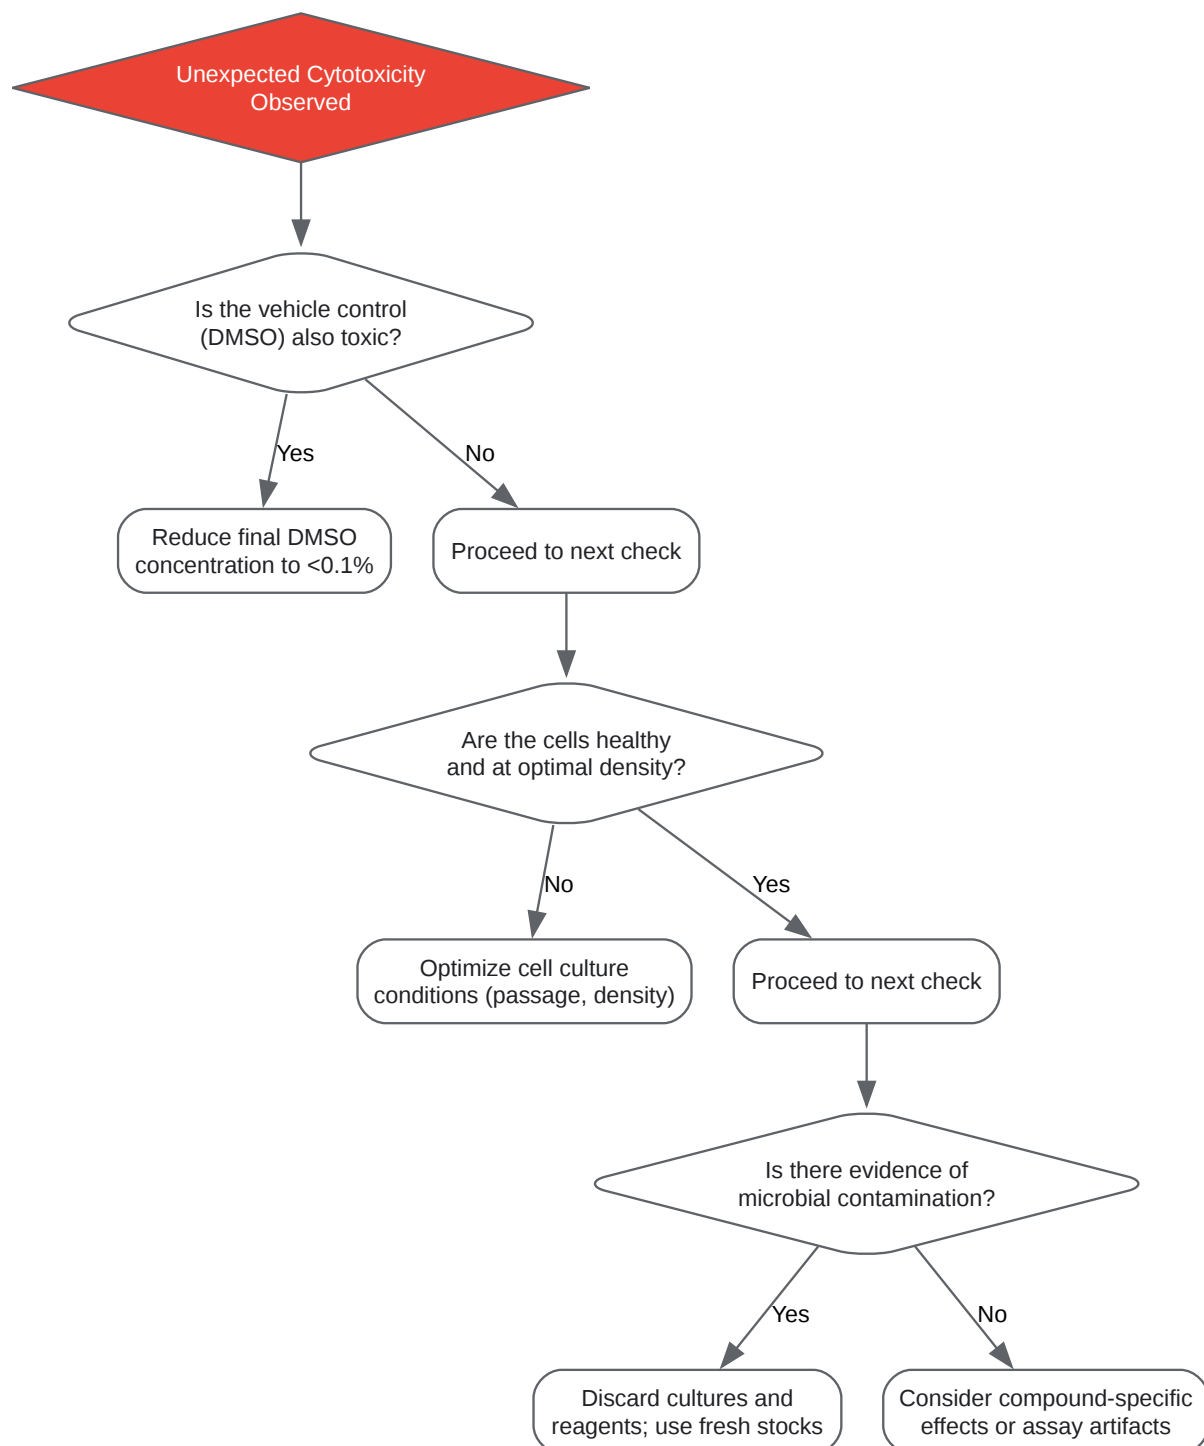 Unexpected Cytotoxicity
Observed
Is the vehicle control
(DMSO) also toxic?
Yes
No
Reduce final DMSO
concentration to <0.1%
Proceed to next check
Are the cells healthy
and at optimal density?
No
Yes
Optimize cell culture
conditions (passage, density)
Proceed to next check
Is there evidence of
microbial contamination?
Yes
No
Discard cultures and
reagents; use fresh stocks
Consider compound-specific
effects or assay artifacts